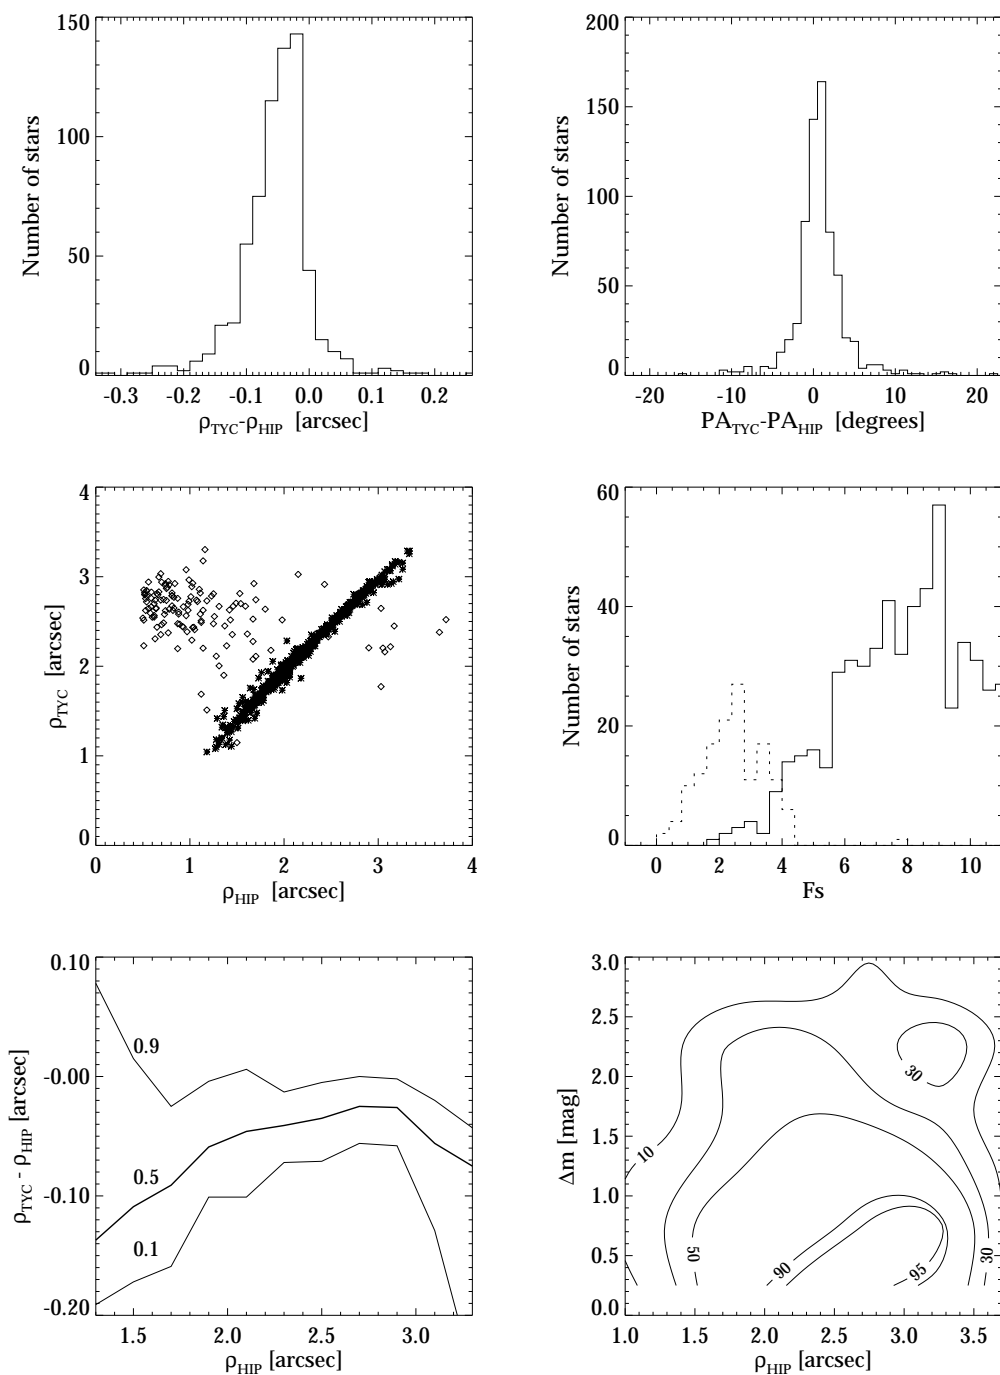 150
100
50
0
Number of stars
-0.3 -0.2 -0.1 0.0 0.1 0.2
ρTYC-ρHIP [arcsec]
200
150
100
50
0
Number of stars
-20 -10 0 10 20
PATYC-PAHIP [degrees]
4
3
2
1
0
ρTYC [arcsec]
0 1 2 3 4
ρHIP [arcsec]
60
40
20
0
Number of stars
0 2 4 6 8 10
Fs
0.10
-0.00
-0.10
-0.20
ρTYC - ρHIP [arcsec]
0.9
0.5
0.1
1.5 2.0 2.5 3.0
ρHIP [arcsec]
3.0
2.5
2.0
1.5
1.0
0.5
0.0
Δm [mag]
30
10
50
90
95
30
1.0 1.5 2.0 2.5 3.0 3.5
ρHIP [arcsec]